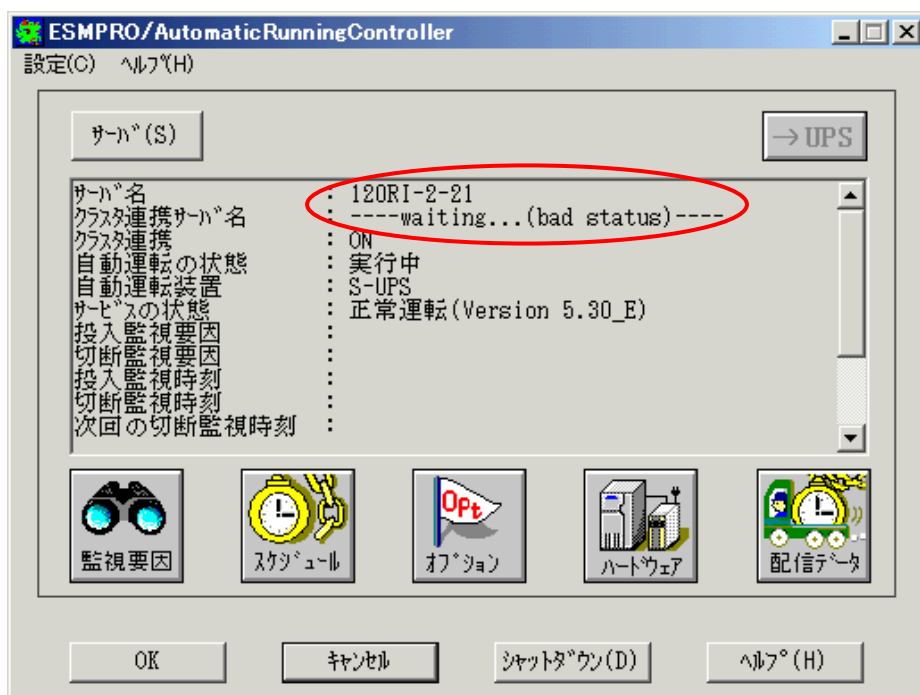 ESMPRO/AutomaticRunningController
設定(C) ﾍﾙﾌﾟ(H)
ｻｰﾊﾞ(S)
→UPS
ｻｰﾊﾞ名 : 120RI-2-21
ｸﾗｽﾀ連携ｻｰﾊﾞ名 : ----waiting...(bad status)----
ｸﾗｽﾀ連携 : ON
自動運転の状態 : 実行中
自動運転装置 : S-UPS
ｻｰﾋﾞｽの状態 : 正常運転(Version 5.30_E)
投入監視要因 :
切断監視要因 :
投入監視時刻 :
切断監視時刻 :
次回の切断監視時刻 :
OPt
監視要因 ｽｹｼﾞｭｰﾙ ｵﾌﾟｼｮﾝ ﾊｰﾄﾞｳｪｱ 配信ﾃﾞｰﾀ
OK ｷｬﾝｾﾙ ｼｬｯﾄﾀﾞｳﾝ(D) ﾍﾙﾌﾟ(H)